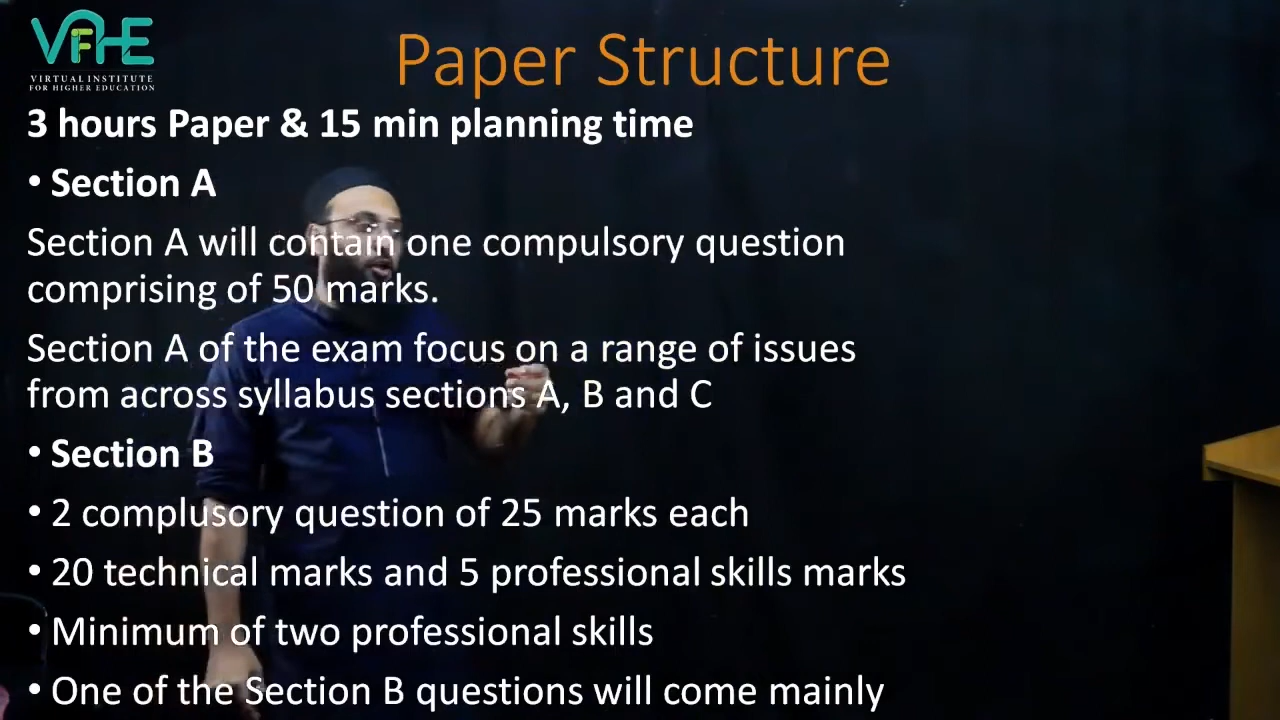 VIFHE
VIRTUAL INSTITUTE
FOR HIGHER EDUCATION
Paper Structure
3 hours Paper & 15 min planning time
• Section A
Section A will contain one compulsory question
comprising of 50 marks.
Section A of the exam focus on a range of issues
from across syllabus sections A, B and C
• Section B
• 2 complusory question of 25 marks each
• 20 technical marks and 5 professional skills marks
• Minimum of two professional skills
• One of the Section B questions will come mainly